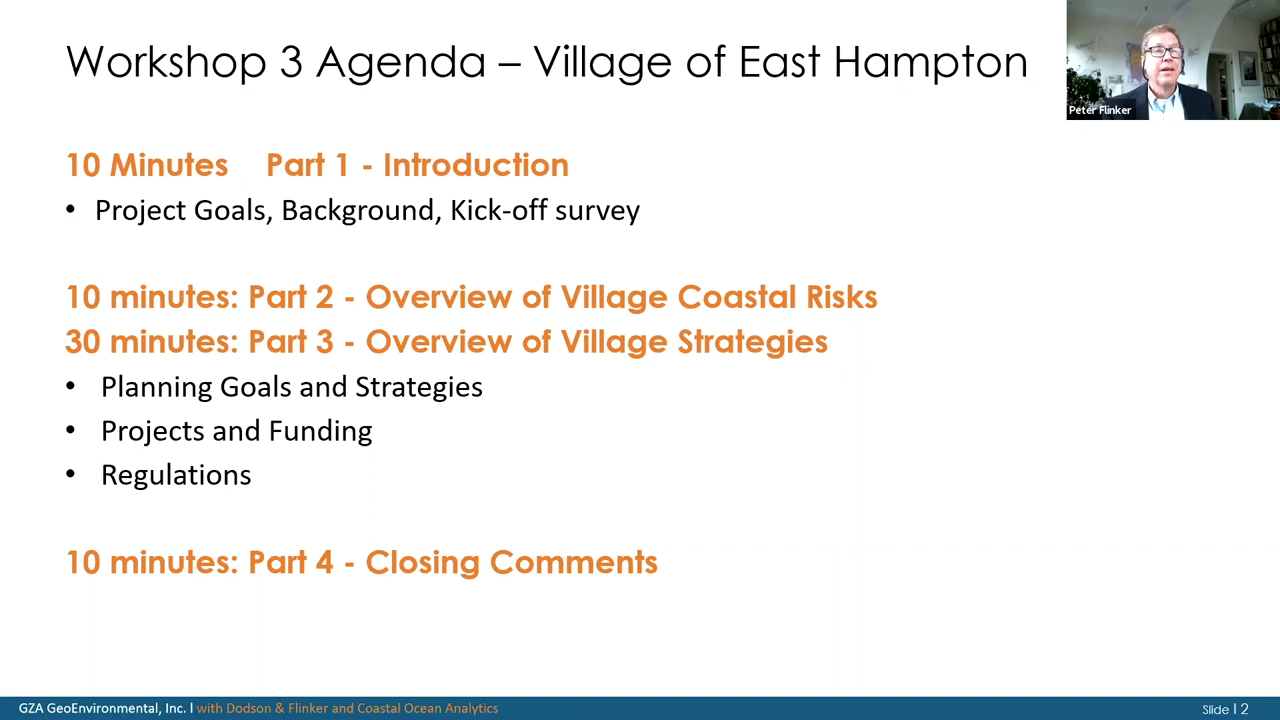 Workshop 3 Agenda – Village of East Hampton
Peter Flinker
10 Minutes Part 1 - Introduction
• Project Goals, Background, Kick-off survey
10 minutes: Part 2 - Overview of Village Coastal Risks
30 minutes: Part 3 - Overview of Village Strategies
• Planning Goals and Strategies
• Projects and Funding
• Regulations
10 minutes: Part 4 - Closing Comments
GZA GeoEnvironmental, Inc. l with Dodson & Flinker and Coastal Ocean Analytics
Slide l 2